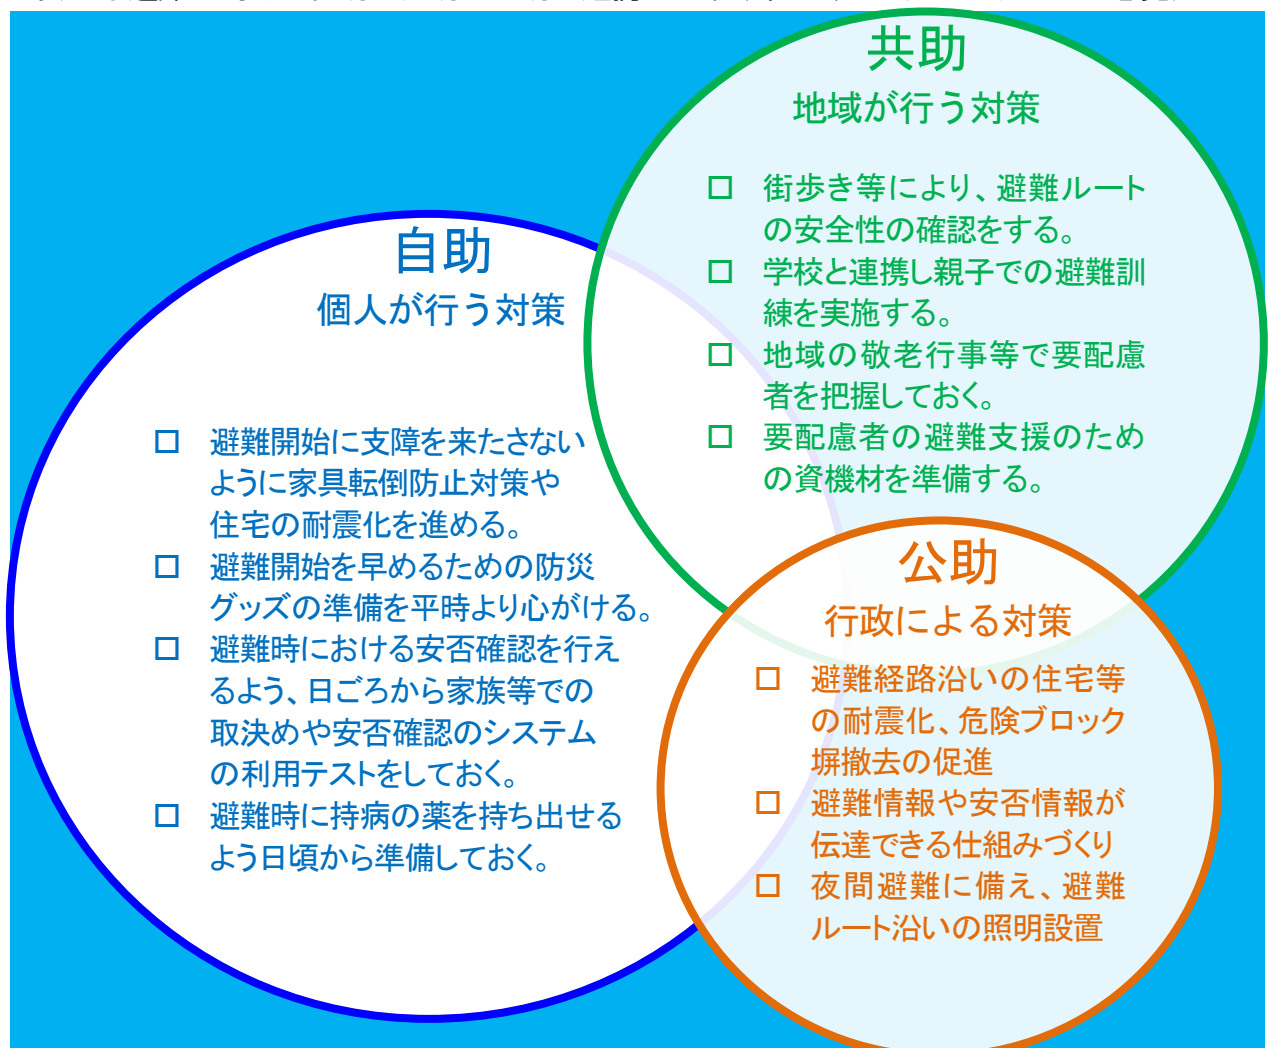 共助
地域が行う対策
□ 街歩き等により、避難ルート
の安全性の確認をする。
□ 学校と連携し親子での避難訓
練を実施する。
□ 地域の敬老行事等で要配慮
者を把握しておく。
□ 要配慮者の避難支援のため
の資機材を準備する。
自助
個人が行う対策
□ 避難開始に支障を来たさない
ように家具転倒防止対策や
住宅の耐震化を進める。
□ 避難開始を早めるための防災
グッズの準備を平時より心がける。
□ 避難時における安否確認を行え
るよう、日ごろから家族等での
取決めや安否確認のシステム
の利用テストをしておく。
□ 避難時に持病の薬を持ち出せる
よう日頃から準備しておく。
公助
行政による対策
□ 避難経路沿いの住宅等
の耐震化、危険ブロック
塀撤去の促進
□ 避難情報や安否情報が
伝達できる仕組みづくり
□ 夜間避難に備え、避難
ルート沿いの照明設置